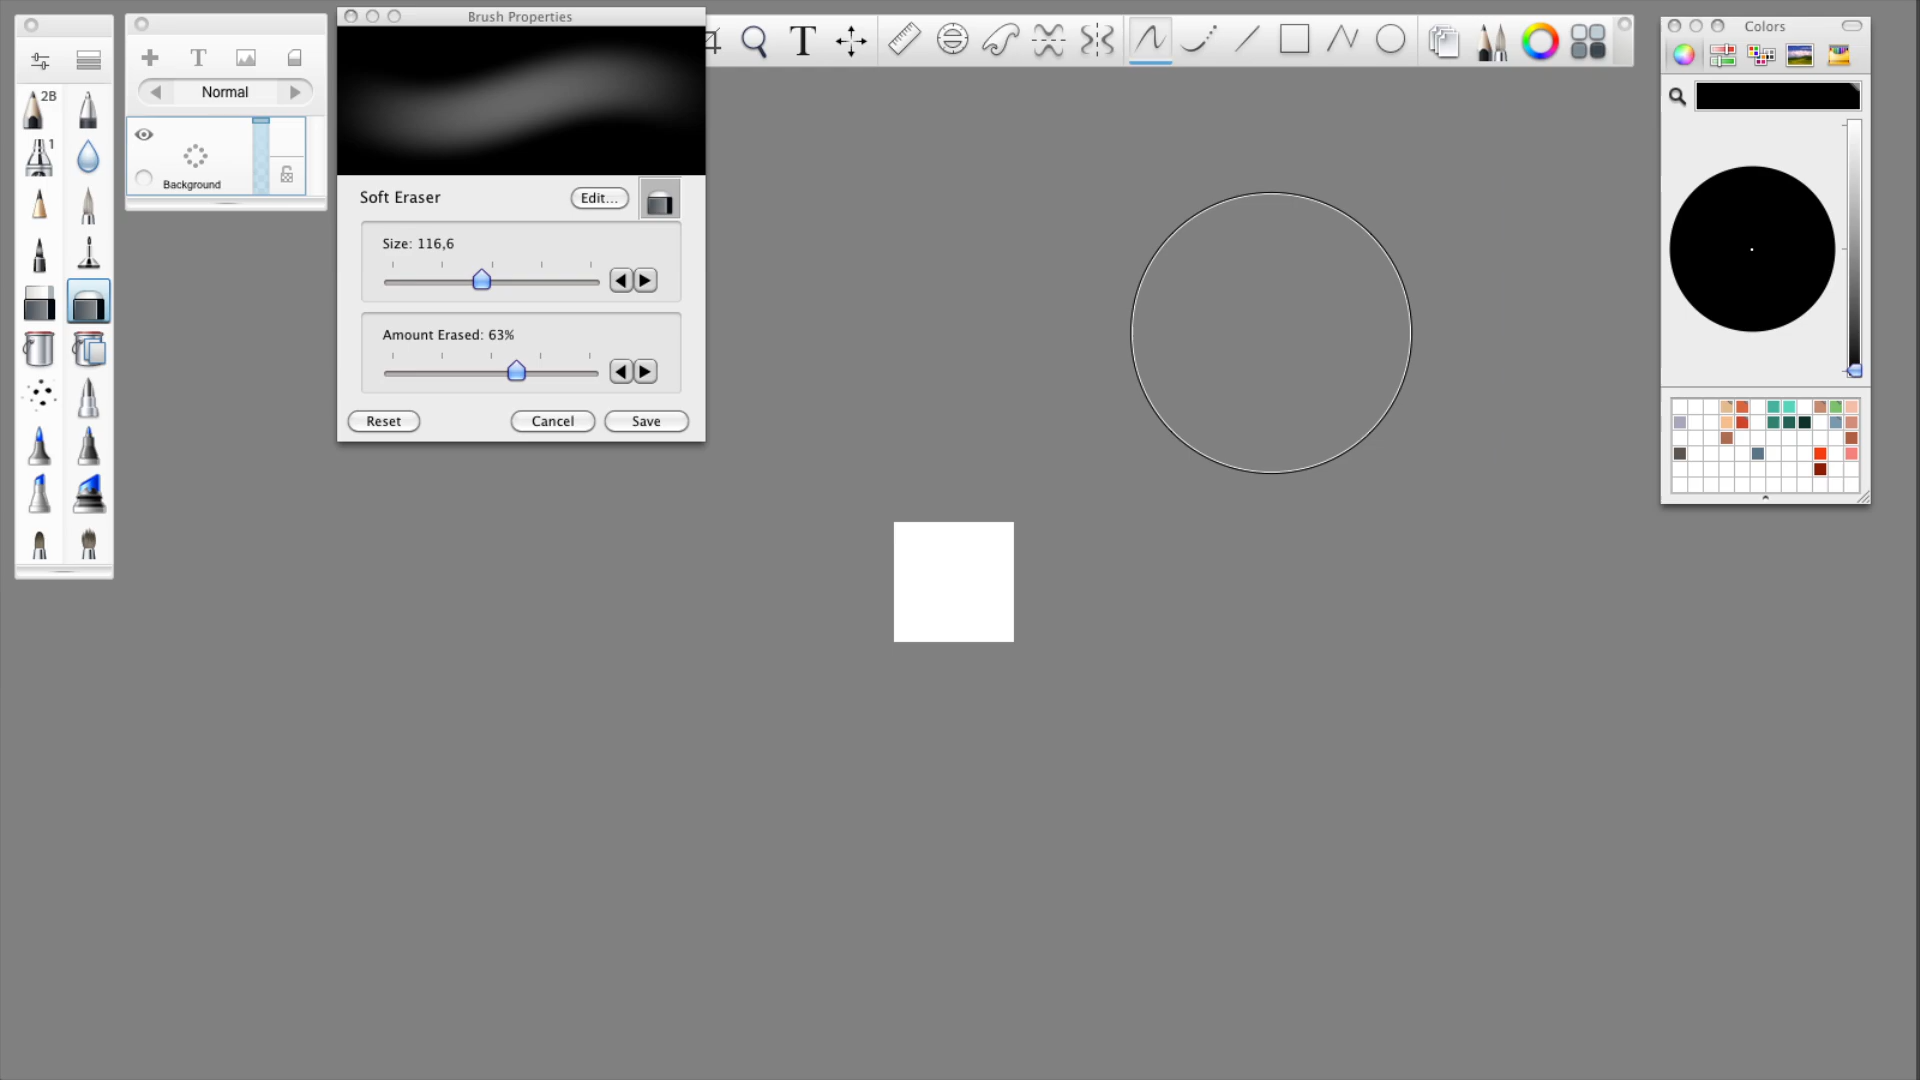 Brush Properties
Colors
T
2B
T
Normal
1
Background
Soft Eraser
Edit...
Size: 116,6
Amount Erased: 63%
Reset
Cancel
Save